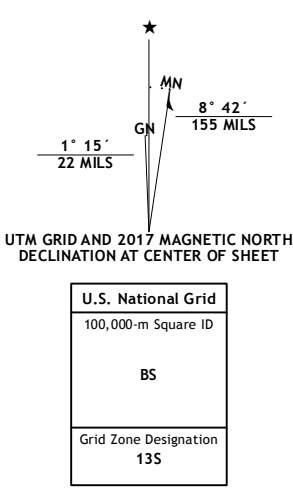 MN
8° 42´
155 MILS
GN
1° 15´
22 MILS
UTM GRID AND 2017 MAGNETIC NORTH
DECLINATION AT CENTER OF SHEET
U.S. National Grid
100,000-m Square ID
BS
Grid Zone Designation
13S